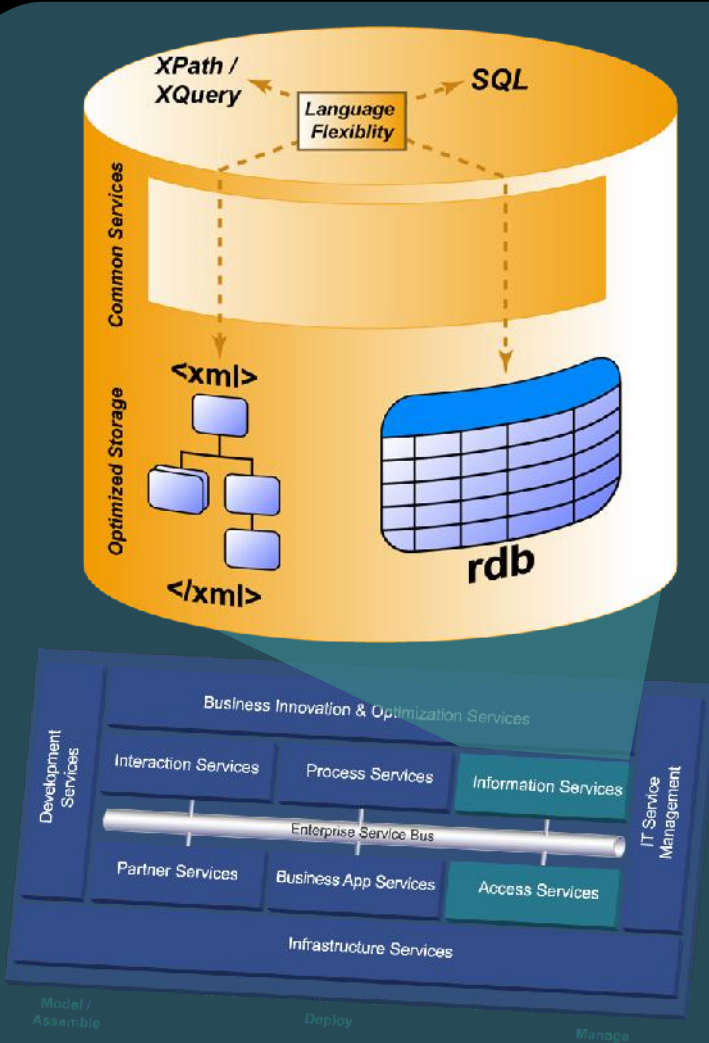 XPath /
XQuery
SQL
Language
Flexiblity
Common Services
Optimized Storage
<xml>
</xml>
rdb
Business Innovation & Optimization Services
Development
Services
Interaction Services
Process Services
Information Services
IT Service
Management
Enterprise Service Bus
Partner Services
Business App Services
Access Services
Infrastructure Services
Model /
Assemble
Deploy
Manage